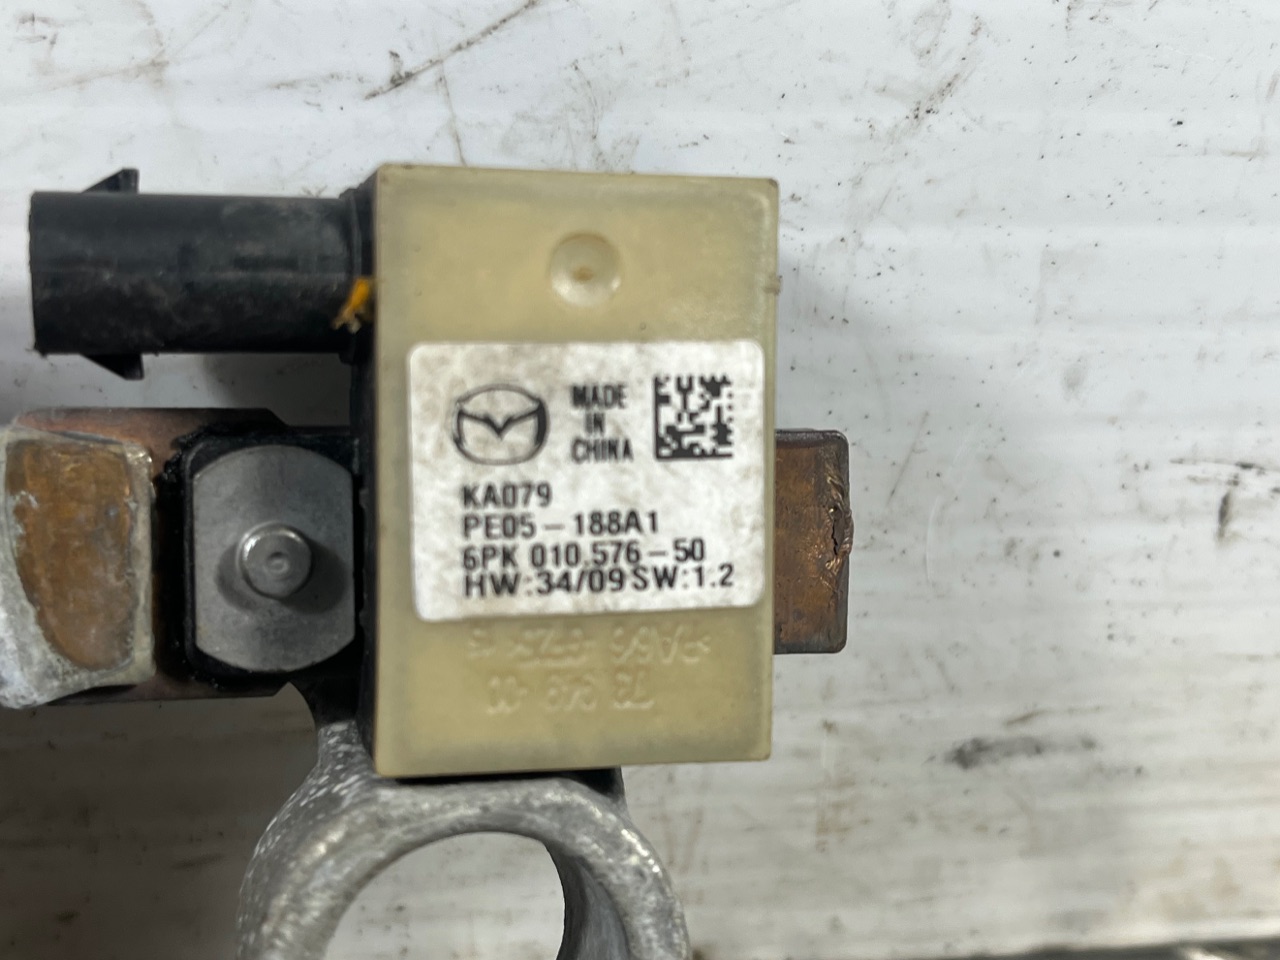 MADE
IN
CHINA
KA079
PE05-188A1
6PK 010.576-50
HW:34/09 SW:1.2